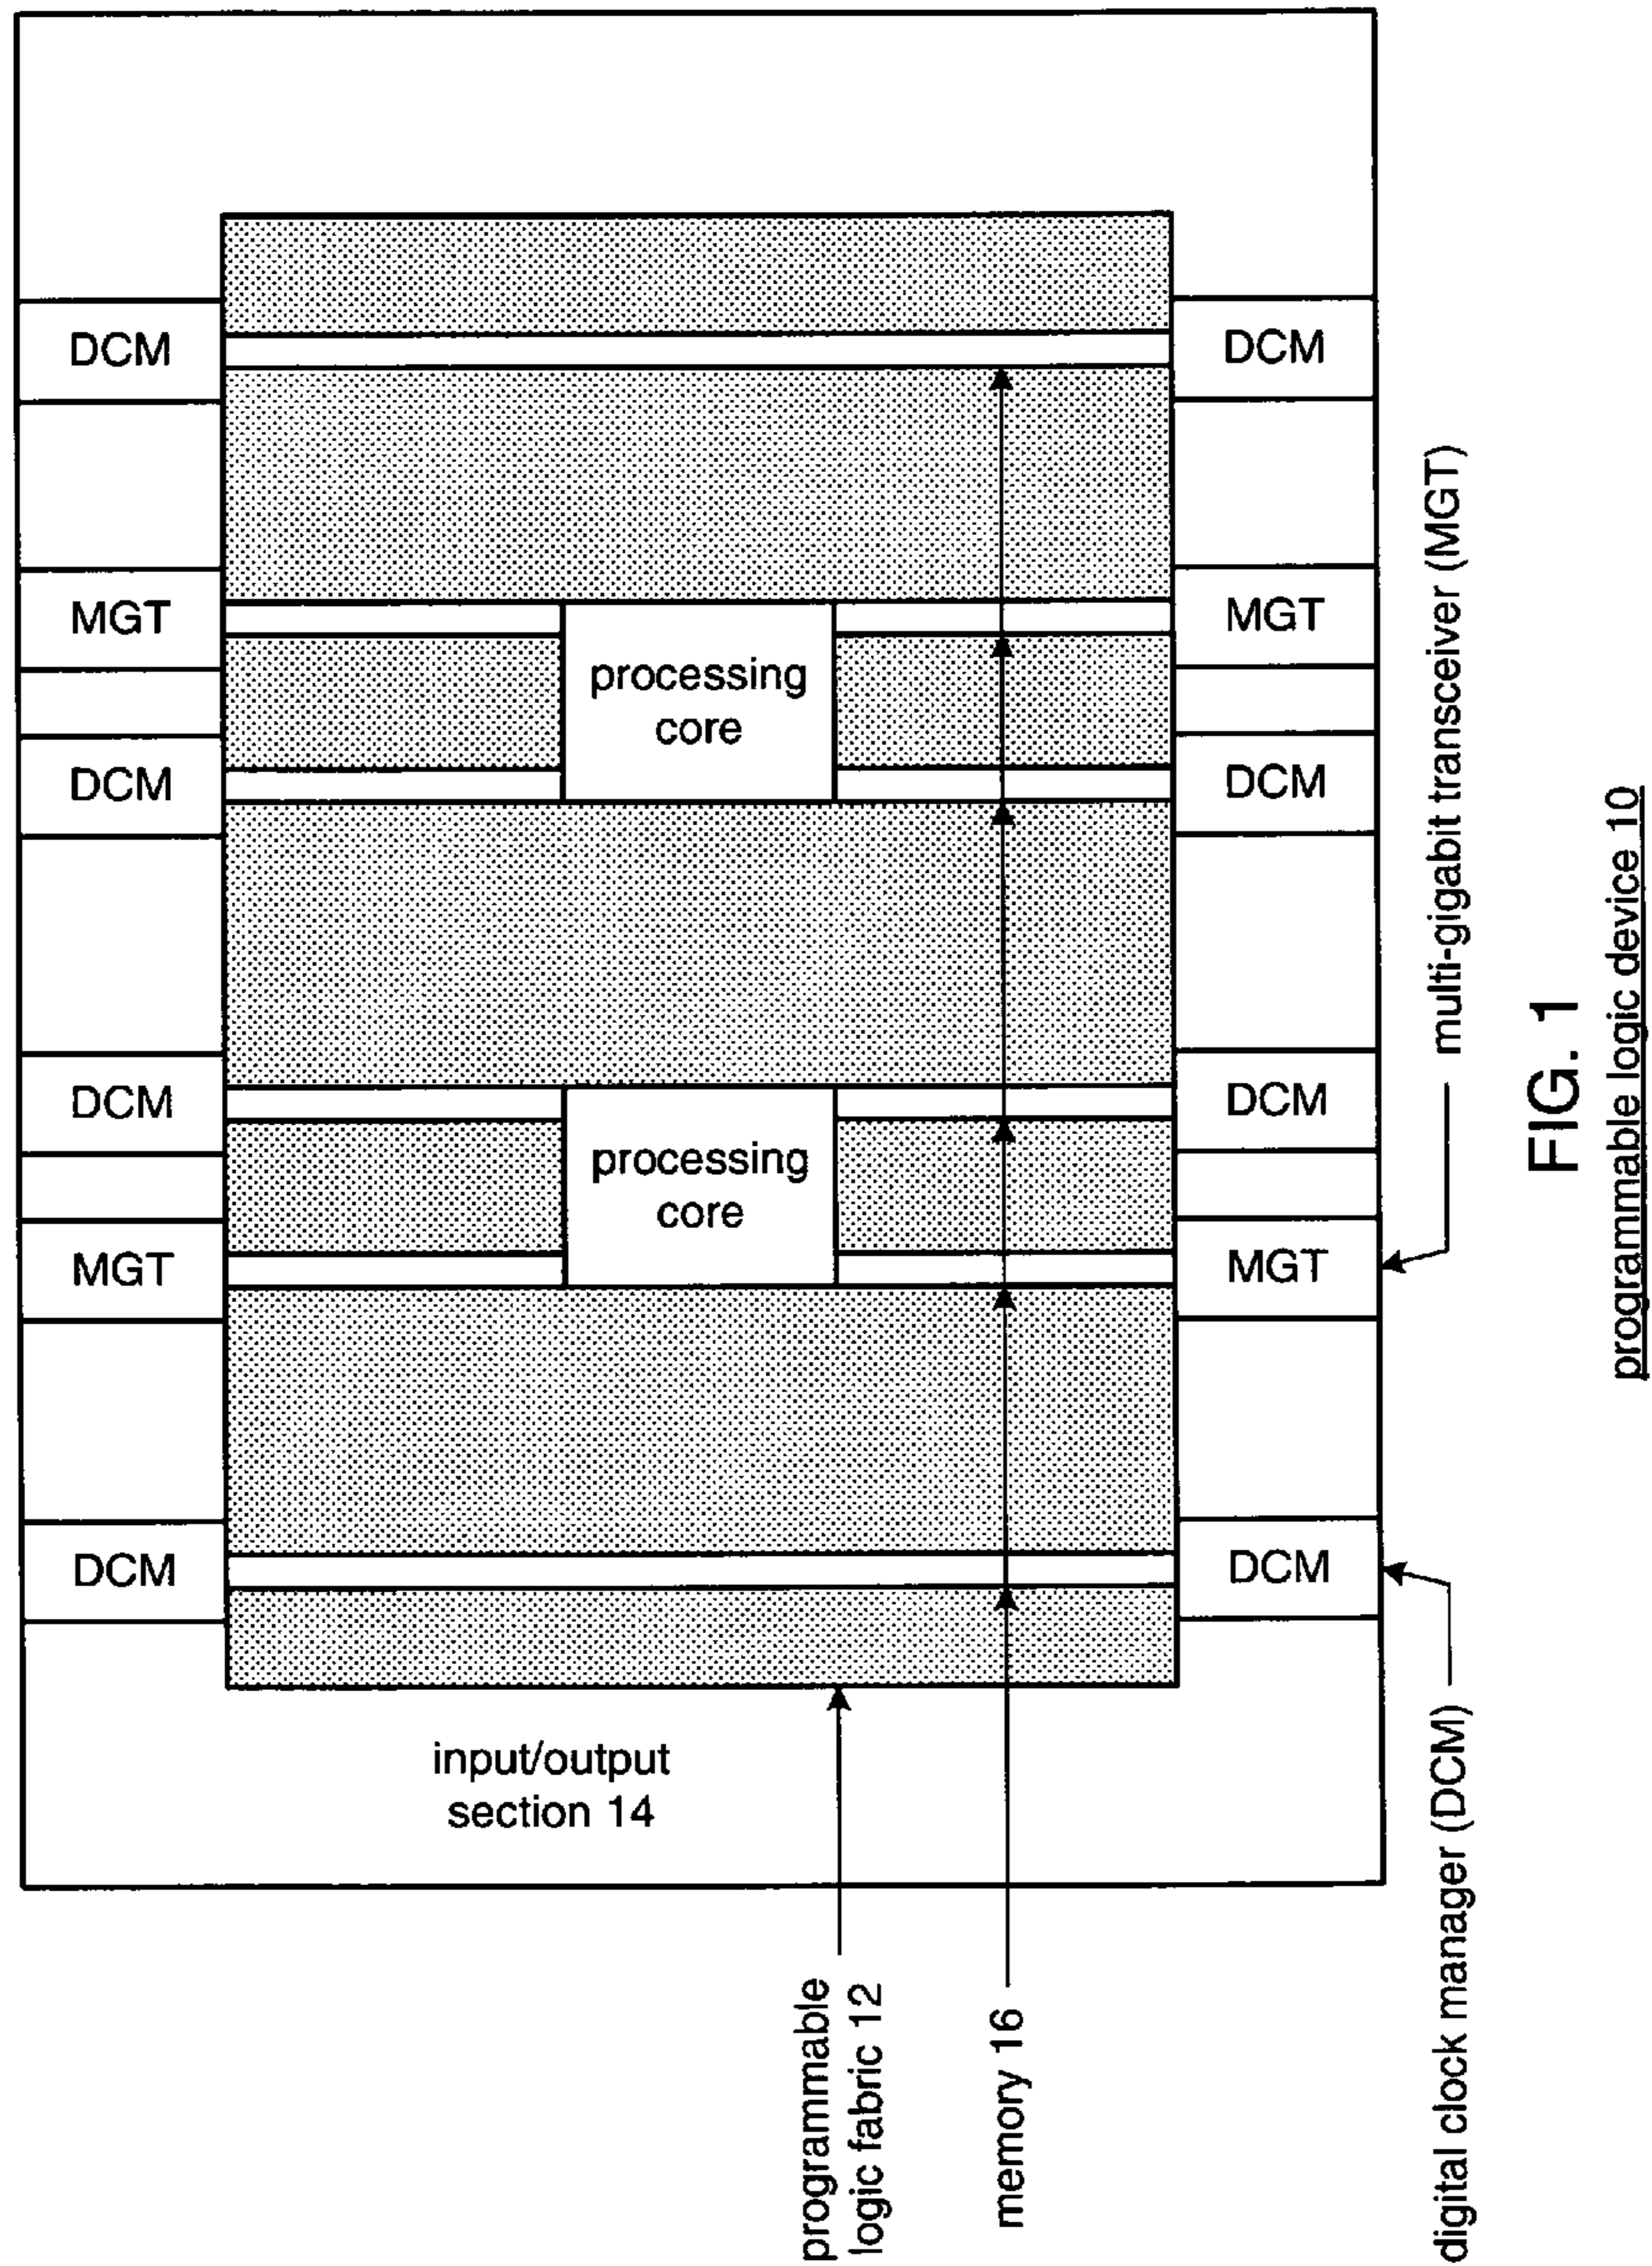 DCM
DCM
MGT
MGT
processing
core
DCM
DCM
DCM
DCM
processing
core
MGT
MGT
DCM
DCM
input/output
section 14
programmable
logic fabric 12
memory 16
digital clock manager (DCM)
multi-gigabit transceiver (MGT)
FIG. 1
programmable logic device 10